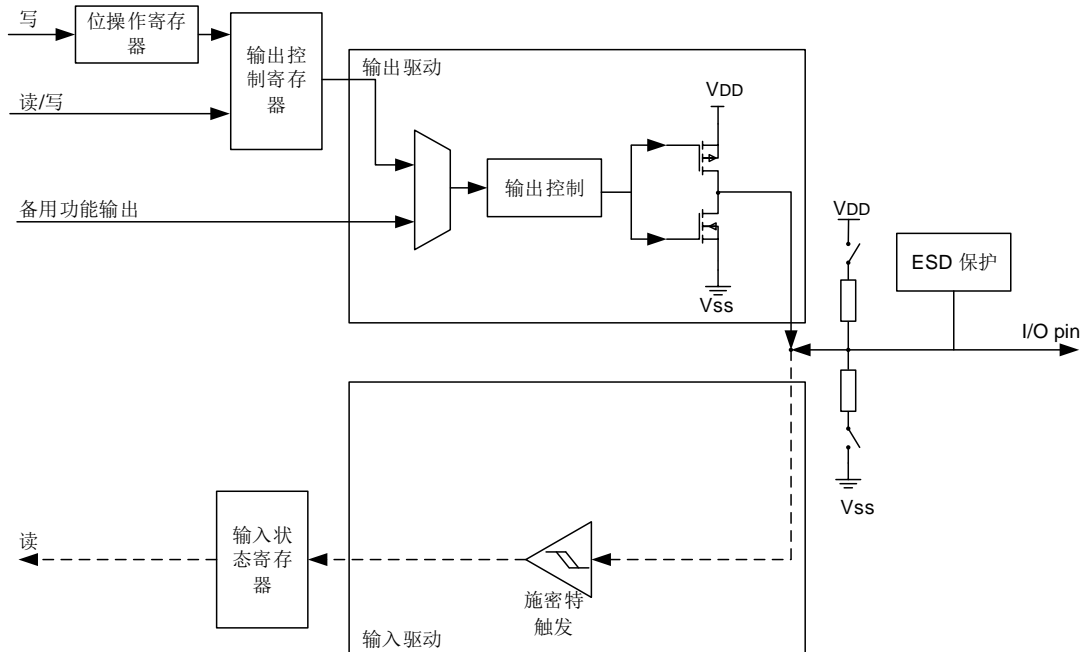 写
位操作寄存
器
输出控
制寄存
器
读/写
备用功能输出
输出驱动
输出控制
VDD
Vss
VDD
ESD 保护
I/O pin
Vss
读
输入状
态寄存
器
施密特
触发
输入驱动